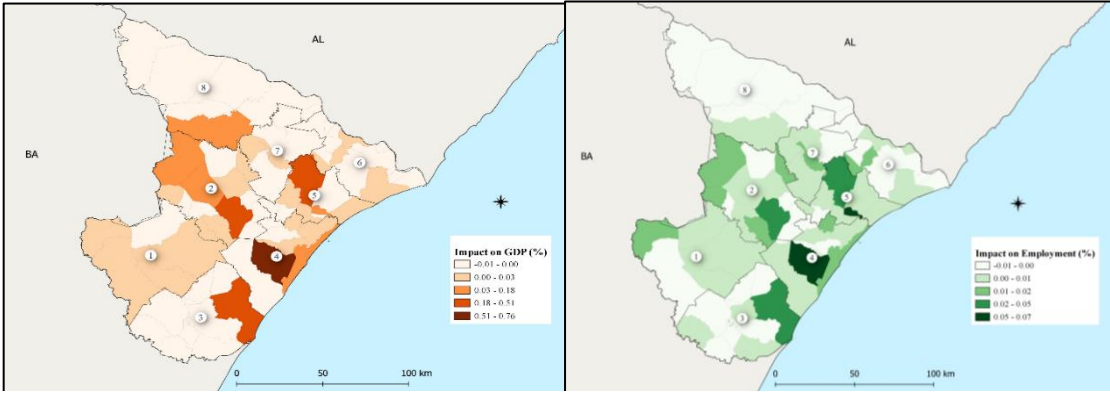 AL
BA
8
7
6
2
5
1
4
3
Impact on GDP (%)
-0.01 - 0.00
0.00 - 0.03
0.03 - 0.18
0.18 - 0.51
0.51 - 0.76
0 50 100 km
AL
BA
8
7
6
2
5
1
4
3
Impact on Employment (%)
-0.01 - 0.00
0.00 - 0.01
0.01 - 0.02
0.02 - 0.05
0.05 - 0.07
0 50 100 km